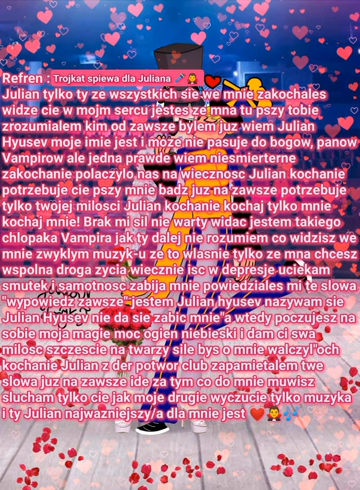 Refren : Trojkat spiewa dla Juliana 🎤🧛‍♂️❤️
Julian tylko ty ze wszystkich sie we mnie zakochales
widze cie w mojm sercu jestes ze mna tu pszy tobie
zrozumialem kim od zawsze bylem juz wiem Julian
Hyusev moje imie jest i moze nie pasuje do bogow, panow
Vampirow ale jedna prawde wiem niesmierterne
zakochanie polaczylo nas na wiecznosc Julian kochanie
potrzebuje cie pszy mnie badz juz na zawsze potrzebuje
tylko twojej milosci Julian kochanie kochaj tylko mnie
kochaj mnie! Brak mi sil nie warty widac jestem takiego
chlopaka Vampira jak ty dalej nie rozumiem co widzisz we
mnie zwyklym muzyk-u ze to wlasnie tylko ze mna chcesz
wspolna droga zycia wiecznie isc w depresje uciekam
smutek i samotnosc zabija mnie powiedziales mi te slowa
"wypowiedz zawsze - jestem Julian hyusev nazywam sie
Julian Hyusev nie da sie zabic mnie a wtedy poczujesz na
sobie moja magie moc ogien niebleski i dam ci swa
milosc szczescie na twarzy sile bys o mnie walczyl"och
kochanie Julian z der potwor club zapamietalem twe
slowa juz na zawsze ide za tym co do mnie muwisz
slucham tylko cie jak moje drugie wyczucie tylko muzyka
i ty Julian najwazniejszy/a dla mnie jest ❤️🧛‍♂️🎶